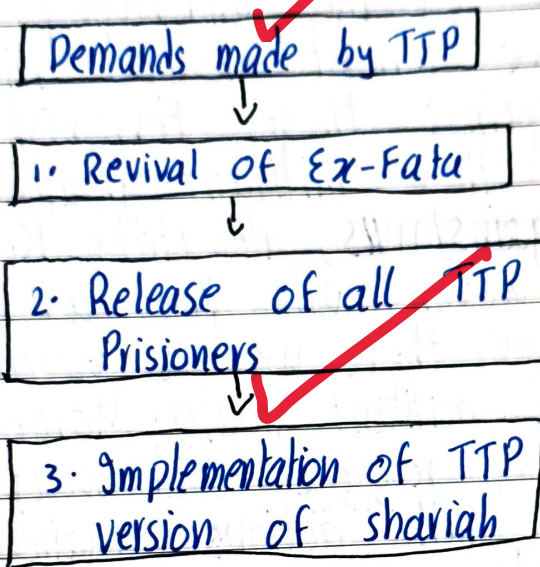 Demands made by TTP
1. Revival of Ex-Fata
2. Release of all TTP
Prisioners
3. Implementation of TTP
version of shariah